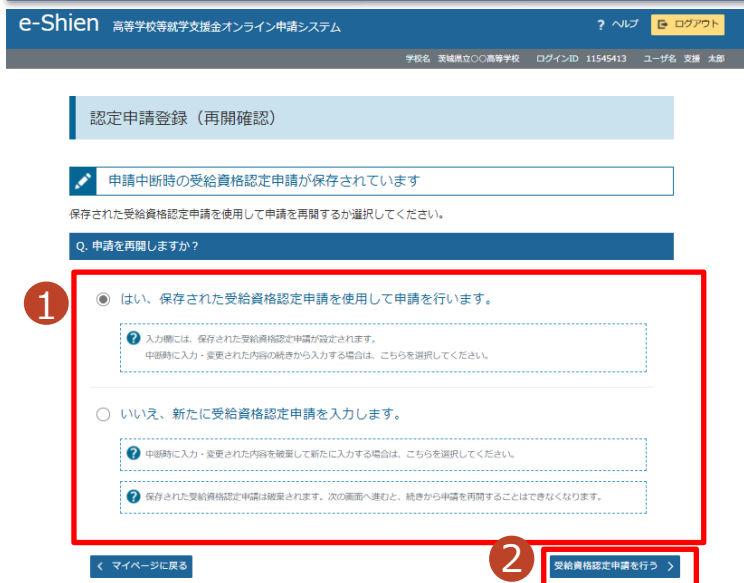 e-Shien 高等学校等就学支援金オンライン申請システム ? ヘルプ ログアウト
学校名 茨城県立〇〇高等学校 ログインID 11545413 ユーザ名 支援 太郎
認定申請登録（再開確認）
申請中断時の受給資格認定申請が保存されています
保存された受給資格認定申請を使用して申請を再開するか選択してください。
Q. 申請を再開しますか？
1
はい、保存された受給資格認定申請を使用して申請を行います。
? 入力欄には、保存された受給資格認定申請が設定されます。
中断時に入力・変更された内容の続きから入力する場合は、こちらを選択してください。
いいえ、新たに受給資格認定申請を入力します。
? 中断時に入力・変更された内容を破棄して新たに入力する場合は、こちらを選択してください。
? 保存された受給資格認定申請は破棄されます。次の画面へ進むと、続きから申請を再開することはできなくなります。
2
マイページに戻る 受給資格認定申請を行う